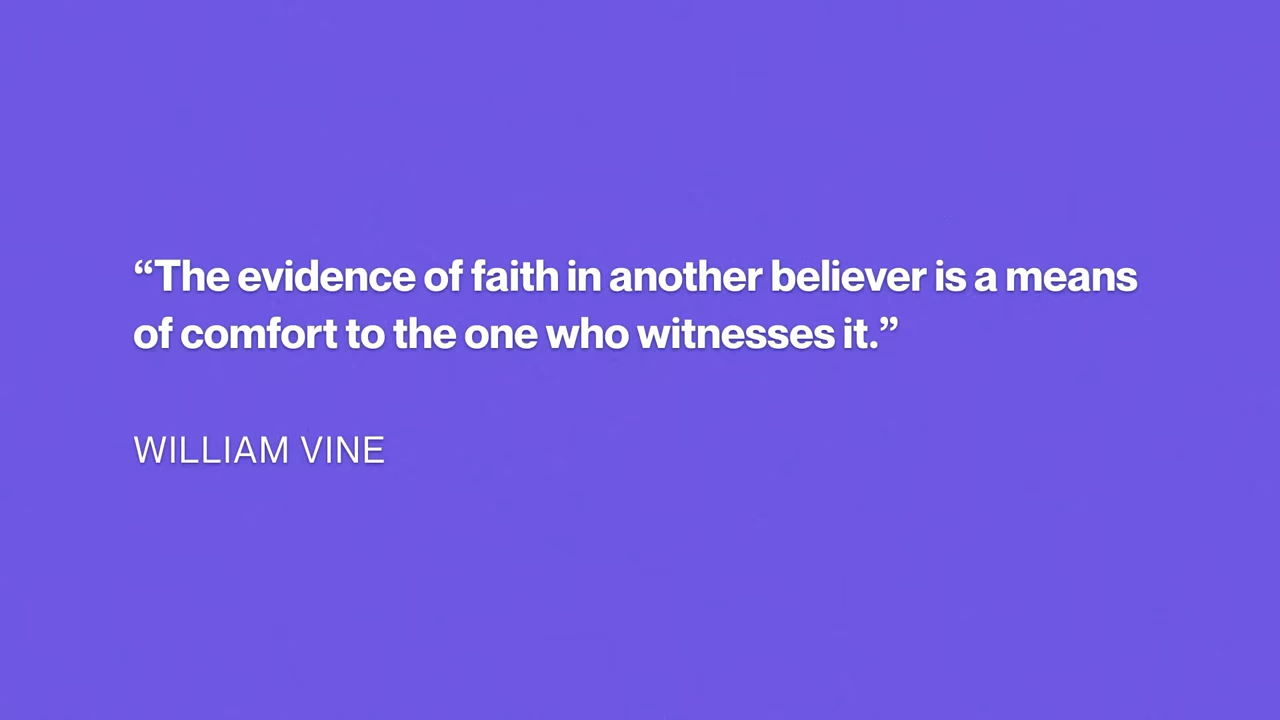 “The evidence of faith in another believer is a means
of comfort to the one who witnesses it.”
WILLIAM VINE